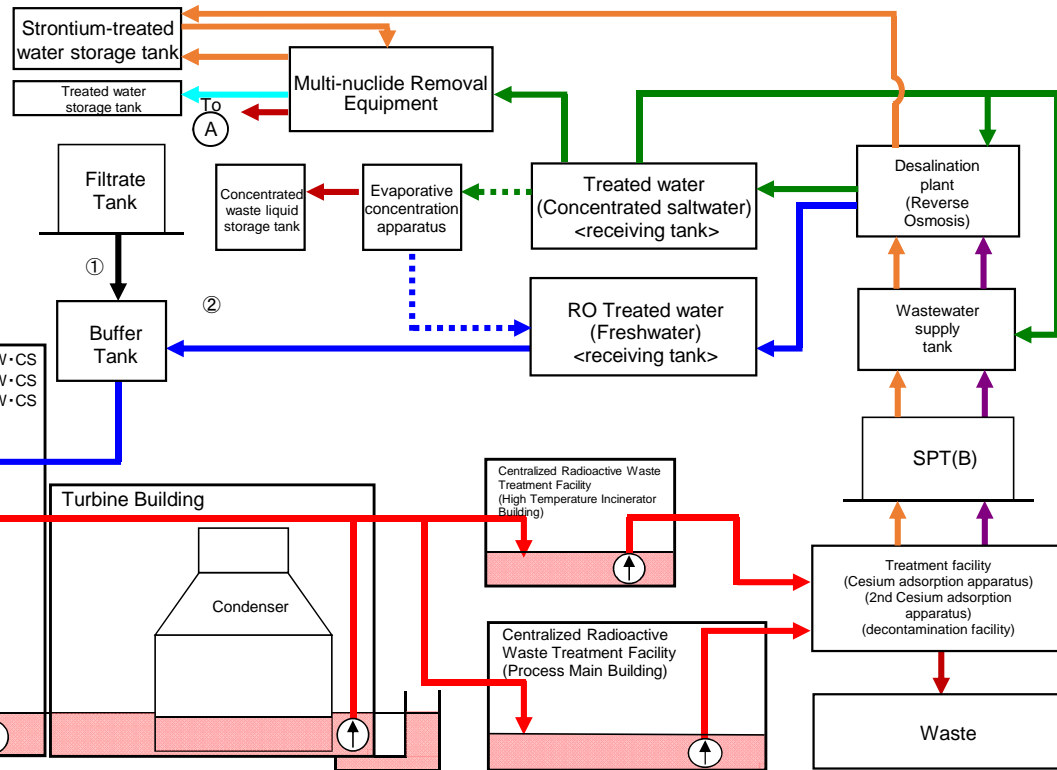 Strontium-treated
water storage tank
Treated water
storage tank
To
A
Multi-nuclide Removal
Equipment
Filtrate
Tank
①
②
Buffer
Tank
Concentrated
waste liquid
storage tank
Evaporative
concentration
apparatus
Treated water
(Concentrated saltwater)
<receiving tank>
RO Treated water
(Freshwater)
<receiving tank>
Desalination
plant
(Reverse
Osmosis)
Wastewater
supply
tank
SPT(B)
W・CS
W・CS
W・CS
Turbine Building
Condenser
Centralized Radioactive Waste
Treatment Facility
(High Temperature Incinerator
Building)
Centralized Radioactive
Waste Treatment Facility
(Process Main Building)
Treatment facility
(Cesium adsorption apparatus)
(2nd Cesium adsorption
apparatus)
(decontamination facility)
Waste